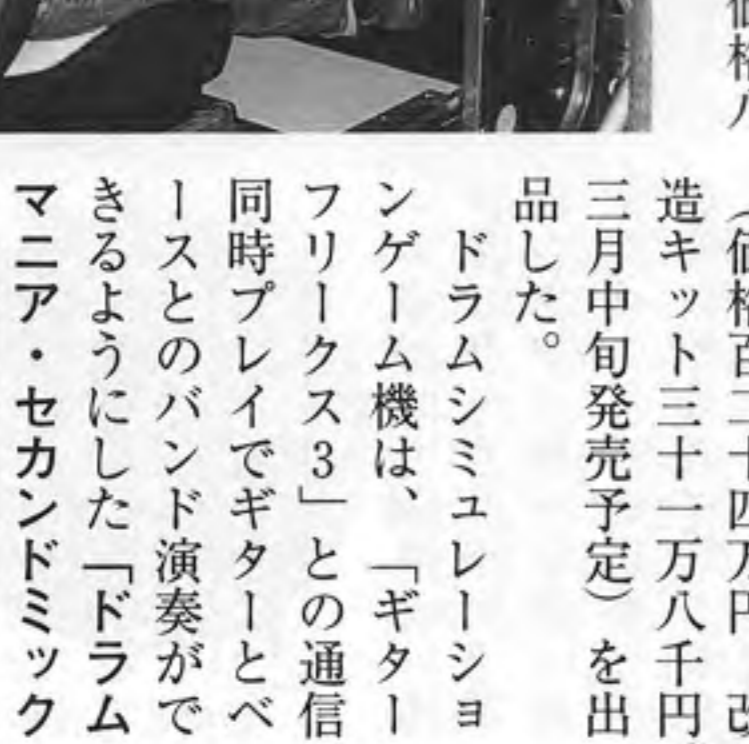 価格八
(価格百二十四万円、改
造キット三十一万八千円、
三月中旬発売予定)を出
品した。
ドラムシミュレーショ
ンゲーム機は、「ギター
フリークス3」との通信
同時プレイでギターとベ
ースとのバンド演奏がで
きるようにした「ドラム
マニア・セカンドミック